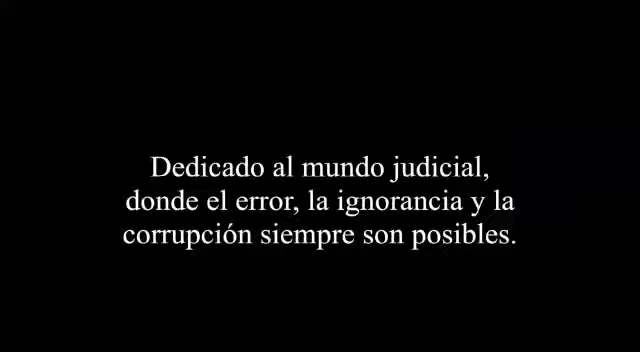 Dedicado al mundo judicial,
donde el error, la ignorancia y la
corrupción siempre son posibles.